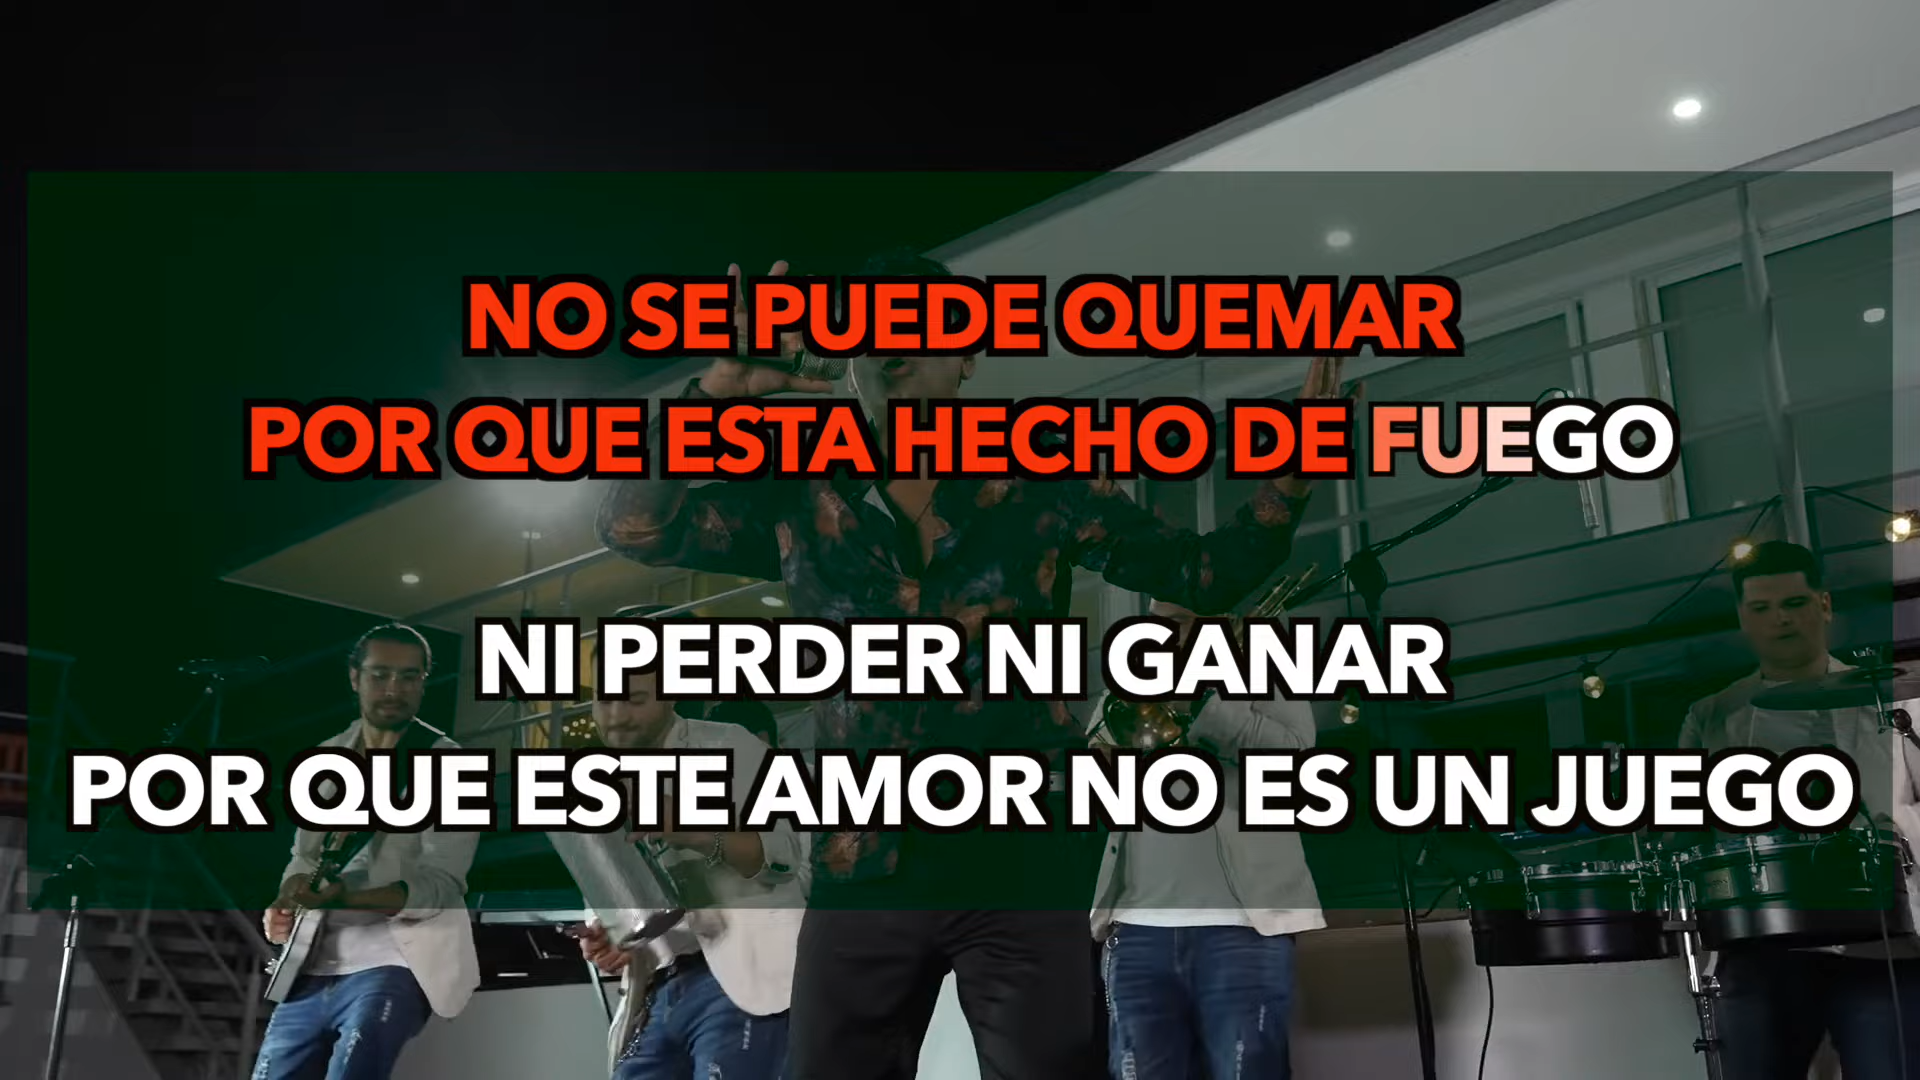 NO SE PUEDE QUEMAR
POR QUE ESTA HECHO DE FUEGO
NI PERDER NI GANAR
POR QUE ESTE AMOR NO ES UN JUEGO